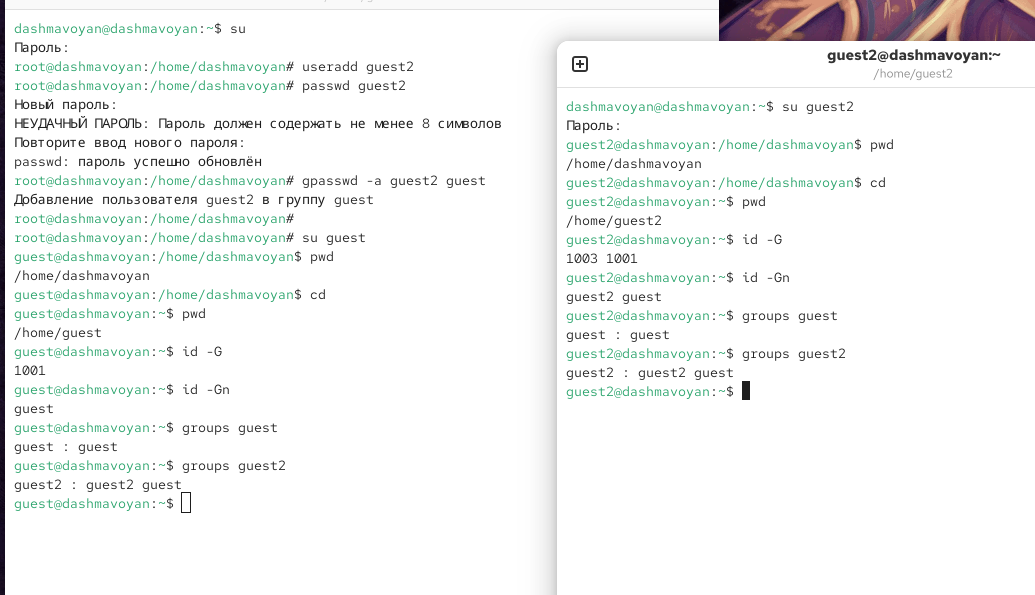 dashmavoyan@dashmavoyan:~$ su
Пароль:
root@dashmavoyan:/home/dashmavoyan# useradd guest2
root@dashmavoyan:/home/dashmavoyan# passwd guest2
Новый пароль:
НЕУДАЧНЫЙ ПАРОЛЬ: Пароль должен содержать не менее 8 символов
Повторите ввод нового пароля:
passwd: пароль успешно обновлён
root@dashmavoyan:/home/dashmavoyan# gpasswd -a guest2 guest
Добавление пользователя guest2 в группу guest
root@dashmavoyan:/home/dashmavoyan#
root@dashmavoyan:/home/dashmavoyan# su guest
guest@dashmavoyan:/home/dashmavoyan$ pwd
/home/dashmavoyan
guest@dashmavoyan:/home/dashmavoyan$ cd
guest@dashmavoyan:~$ pwd
/home/guest
guest@dashmavoyan:~$ id -G
1001
guest@dashmavoyan:~$ id -Gn
guest
guest@dashmavoyan:~$ groups guest
guest : guest
guest@dashmavoyan:~$ groups guest2
guest2 : guest2 guest
guest@dashmavoyan:~$
guest2@dashmavoyan:~
/home/guest2
dashmavoyan@dashmavoyan:~$ su guest2
Пароль:
guest2@dashmavoyan:/home/dashmavoyan$ pwd
/home/dashmavoyan
guest2@dashmavoyan:/home/dashmavoyan$ cd
guest2@dashmavoyan:~$ pwd
/home/guest2
guest2@dashmavoyan:~$ id -G
1003 1001
guest2@dashmavoyan:~$ id -Gn
guest2 guest
guest2@dashmavoyan:~$ groups guest
guest : guest
guest2@dashmavoyan:~$ groups guest2
guest2 : guest2 guest
guest2@dashmavoyan:~$